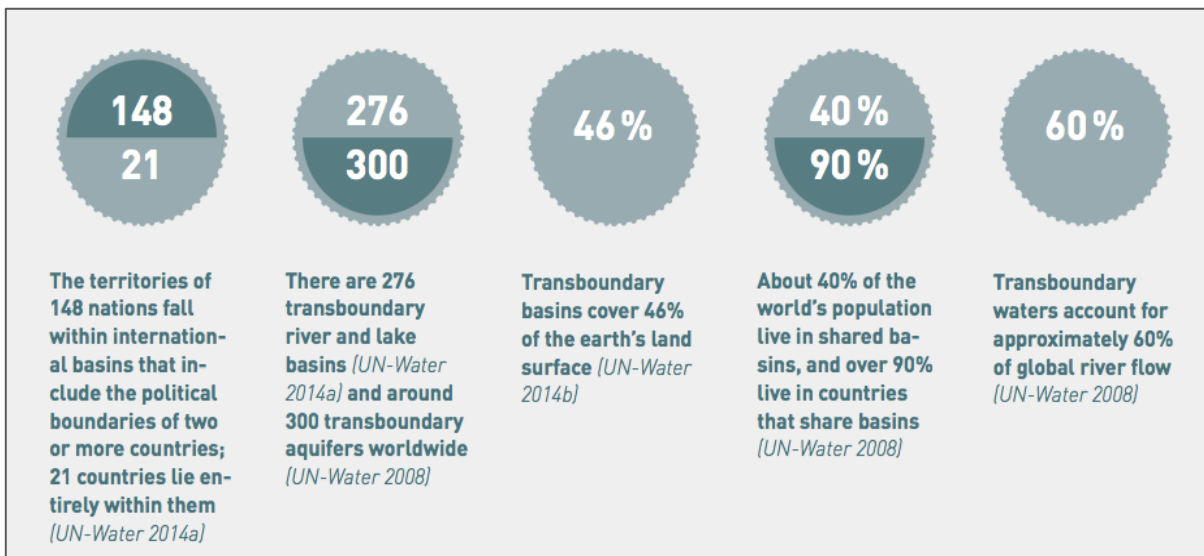 148
21
276
300
46 %
40 %
90 %
60 %
The territories of
148 nations fall
within internation-
al basins that in-
clude the political
boundaries of two
or more countries;
21 countries lie en-
tirely within them
(UN-Water 2014a)
There are 276
transboundary
river and lake
basins (UN-Water
2014a) and around
300 transboundary
aquifers worldwide
(UN-Water 2008)
Transboundary
basins cover 46%
of the earth's land
surface (UN-Water
2014b)
About 40% of the
world's population
live in shared ba-
sins, and over 90%
live in countries
that share basins
(UN-Water 2008)
Transboundary
waters account for
approximately 60%
of global river flow
(UN-Water 2008)